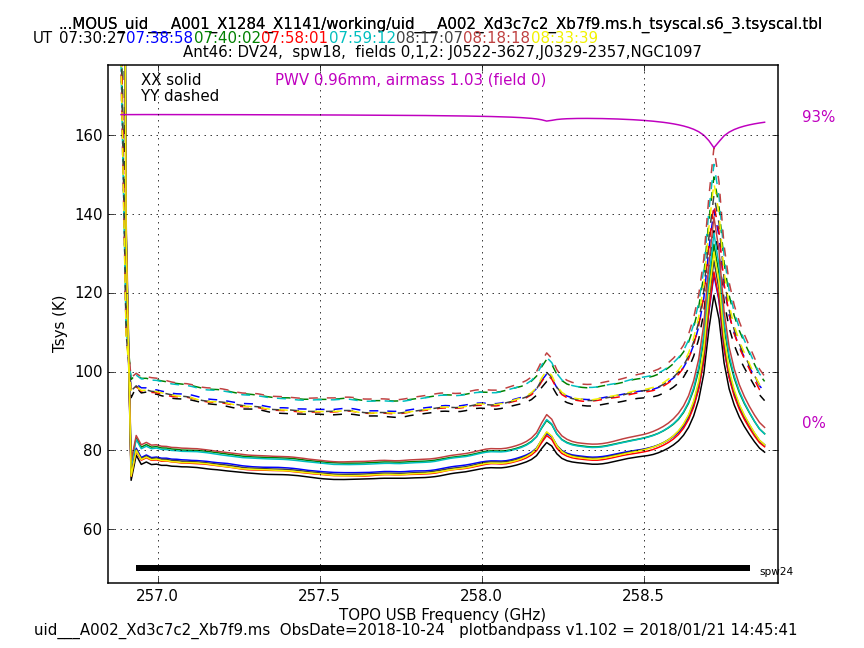 ...MOUS_uid___A001_X1284_X1141/working/uid___A002_Xd3c7c2_Xb7f9.ms.h_tsyscal.s6_3.tsyscal.tbl
UT 07:30:27 07:38:58 07:40:02 07:58:01 07:59:12 08:17:07 08:18:18 08:33:39
Ant46: DV24, spw18, fields 0,1,2: J0522-3627,J0329-2357,NGC1097
XX solid PWV 0.96mm, airmass 1.03 (field 0)
YY dashed
93%
160
140
120
100
80
60
0%
Tsys (K)
spw24
257.0 257.5 258.0 258.5
TOPO USB Frequency (GHz)
uid___A002_Xd3c7c2_Xb7f9.ms ObsDate=2018-10-24 plotbandpass v1.102 = 2018/01/21 14:45:41